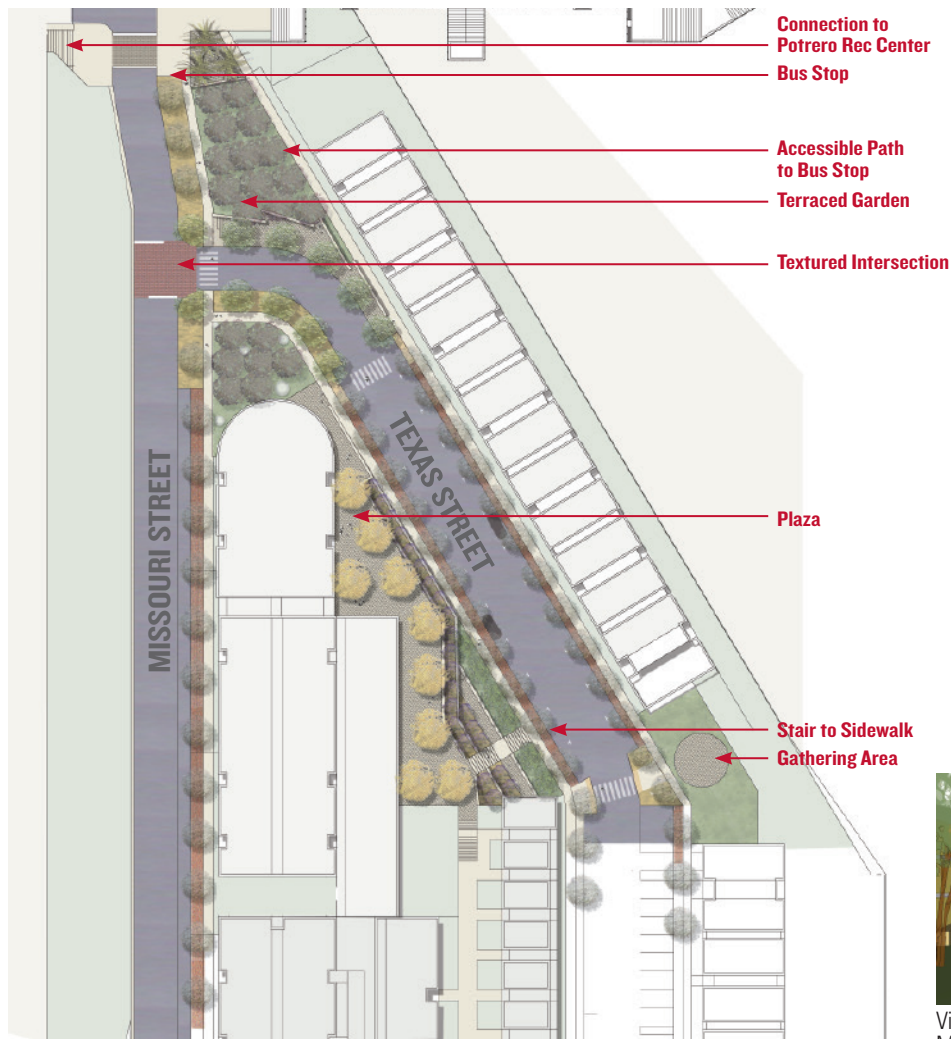 Connection to
Potrero Rec Center
Bus Stop
Accessible Path
to Bus Stop
Terraced Garden
Textured Intersection
MISSOURI STREET
TEXAS STREET
Plaza
Stair to Sidewalk
Gathering Area